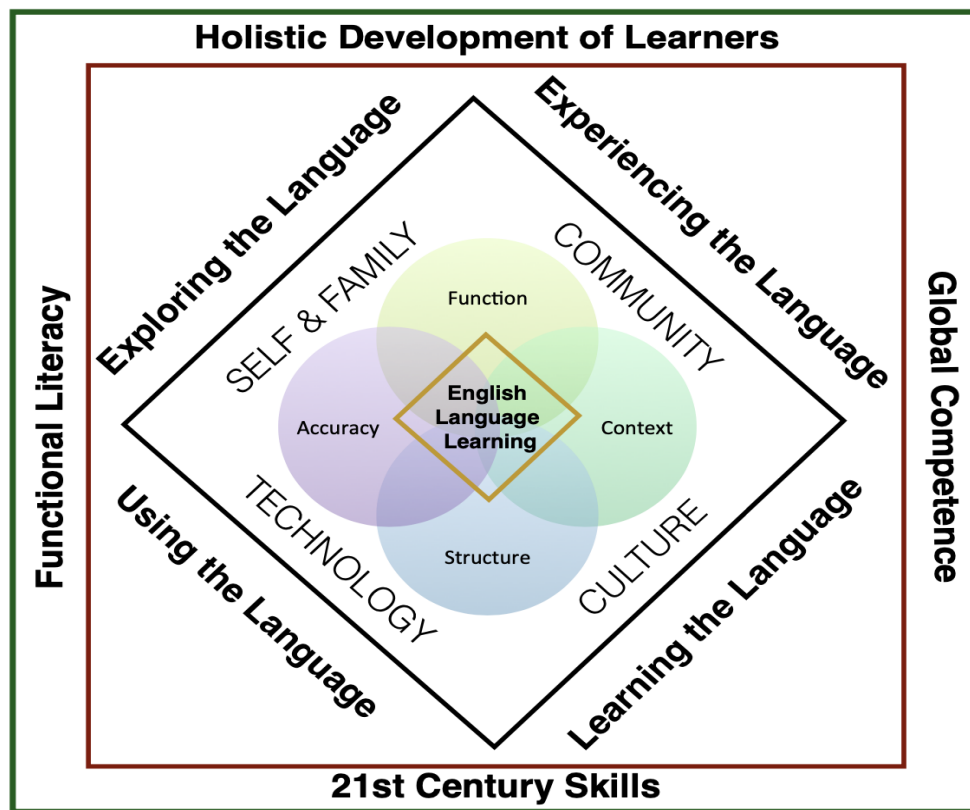 Holistic Development of Learners
Exploring the Language
Experiencing the Language
SELF & FAMILY
COMMUNITY
Function
Functional Literacy
Accuracy
English
Language
Learning
Context
Global Competence
Structure
TECHNOLOGY
CULTURE
Using the Language
Learning the Language
21st Century Skills